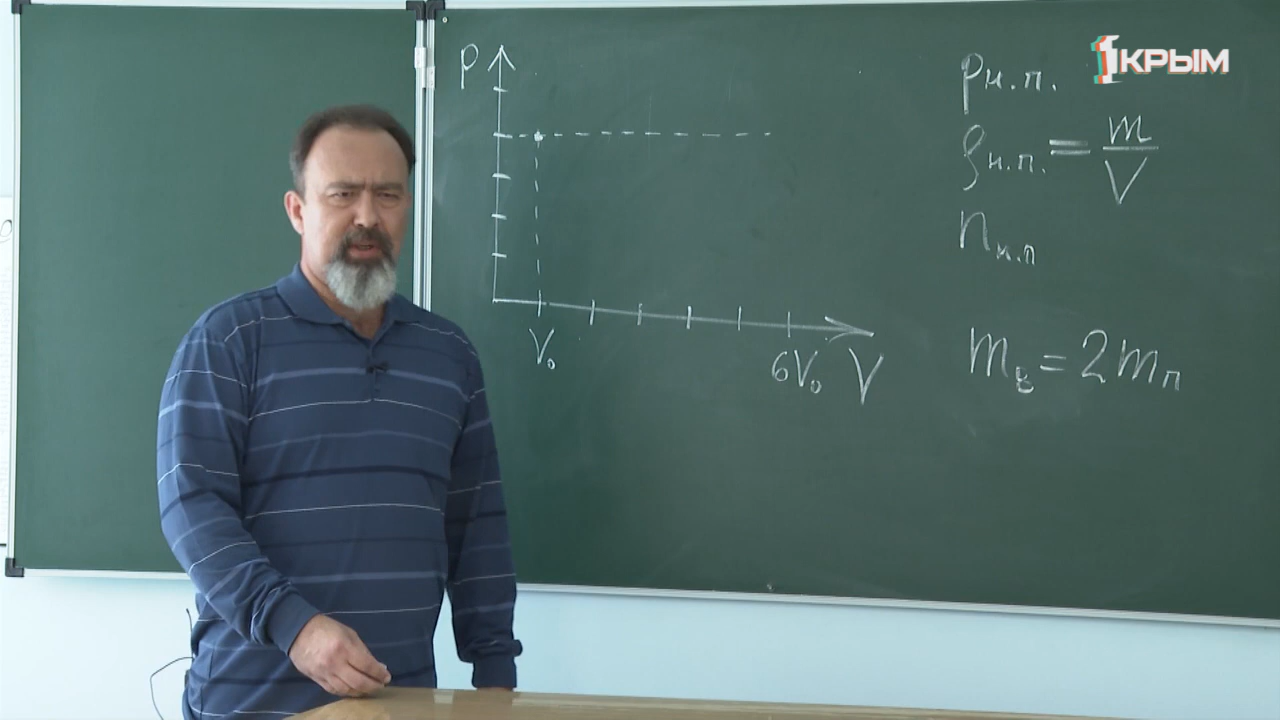 p
V₀
6V₀ V
1КРЫМ
pн.п.
ρн.п. = m/V
nн.п
mв = 2mп